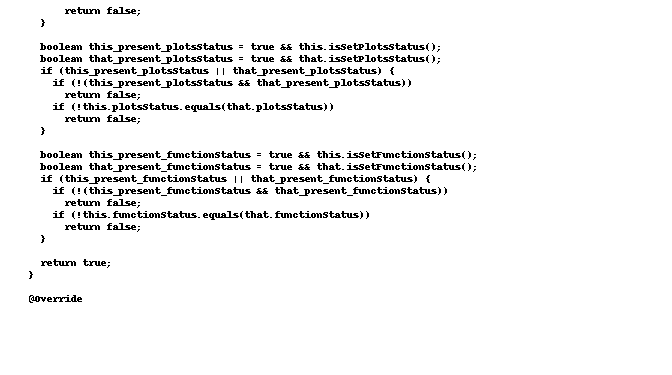 return false;
}
boolean this_present_plotsStatus = true && this.isSetPlotsStatus();
boolean that_present_plotsStatus = true && that.isSetPlotsStatus();
if (this_present_plotsStatus || that_present_plotsStatus) {
if (!(this_present_plotsStatus && that_present_plotsStatus))
return false;
if (!this.plotsStatus.equals(that.plotsStatus))
return false;
}
boolean this_present_functionStatus = true && this.isSetFunctionStatus();
boolean that_present_functionStatus = true && that.isSetFunctionStatus();
if (this_present_functionStatus || that_present_functionStatus) {
if (!(this_present_functionStatus && that_present_functionStatus))
return false;
if (!this.functionStatus.equals(that.functionStatus))
return false;
}
return true;
}
@Override